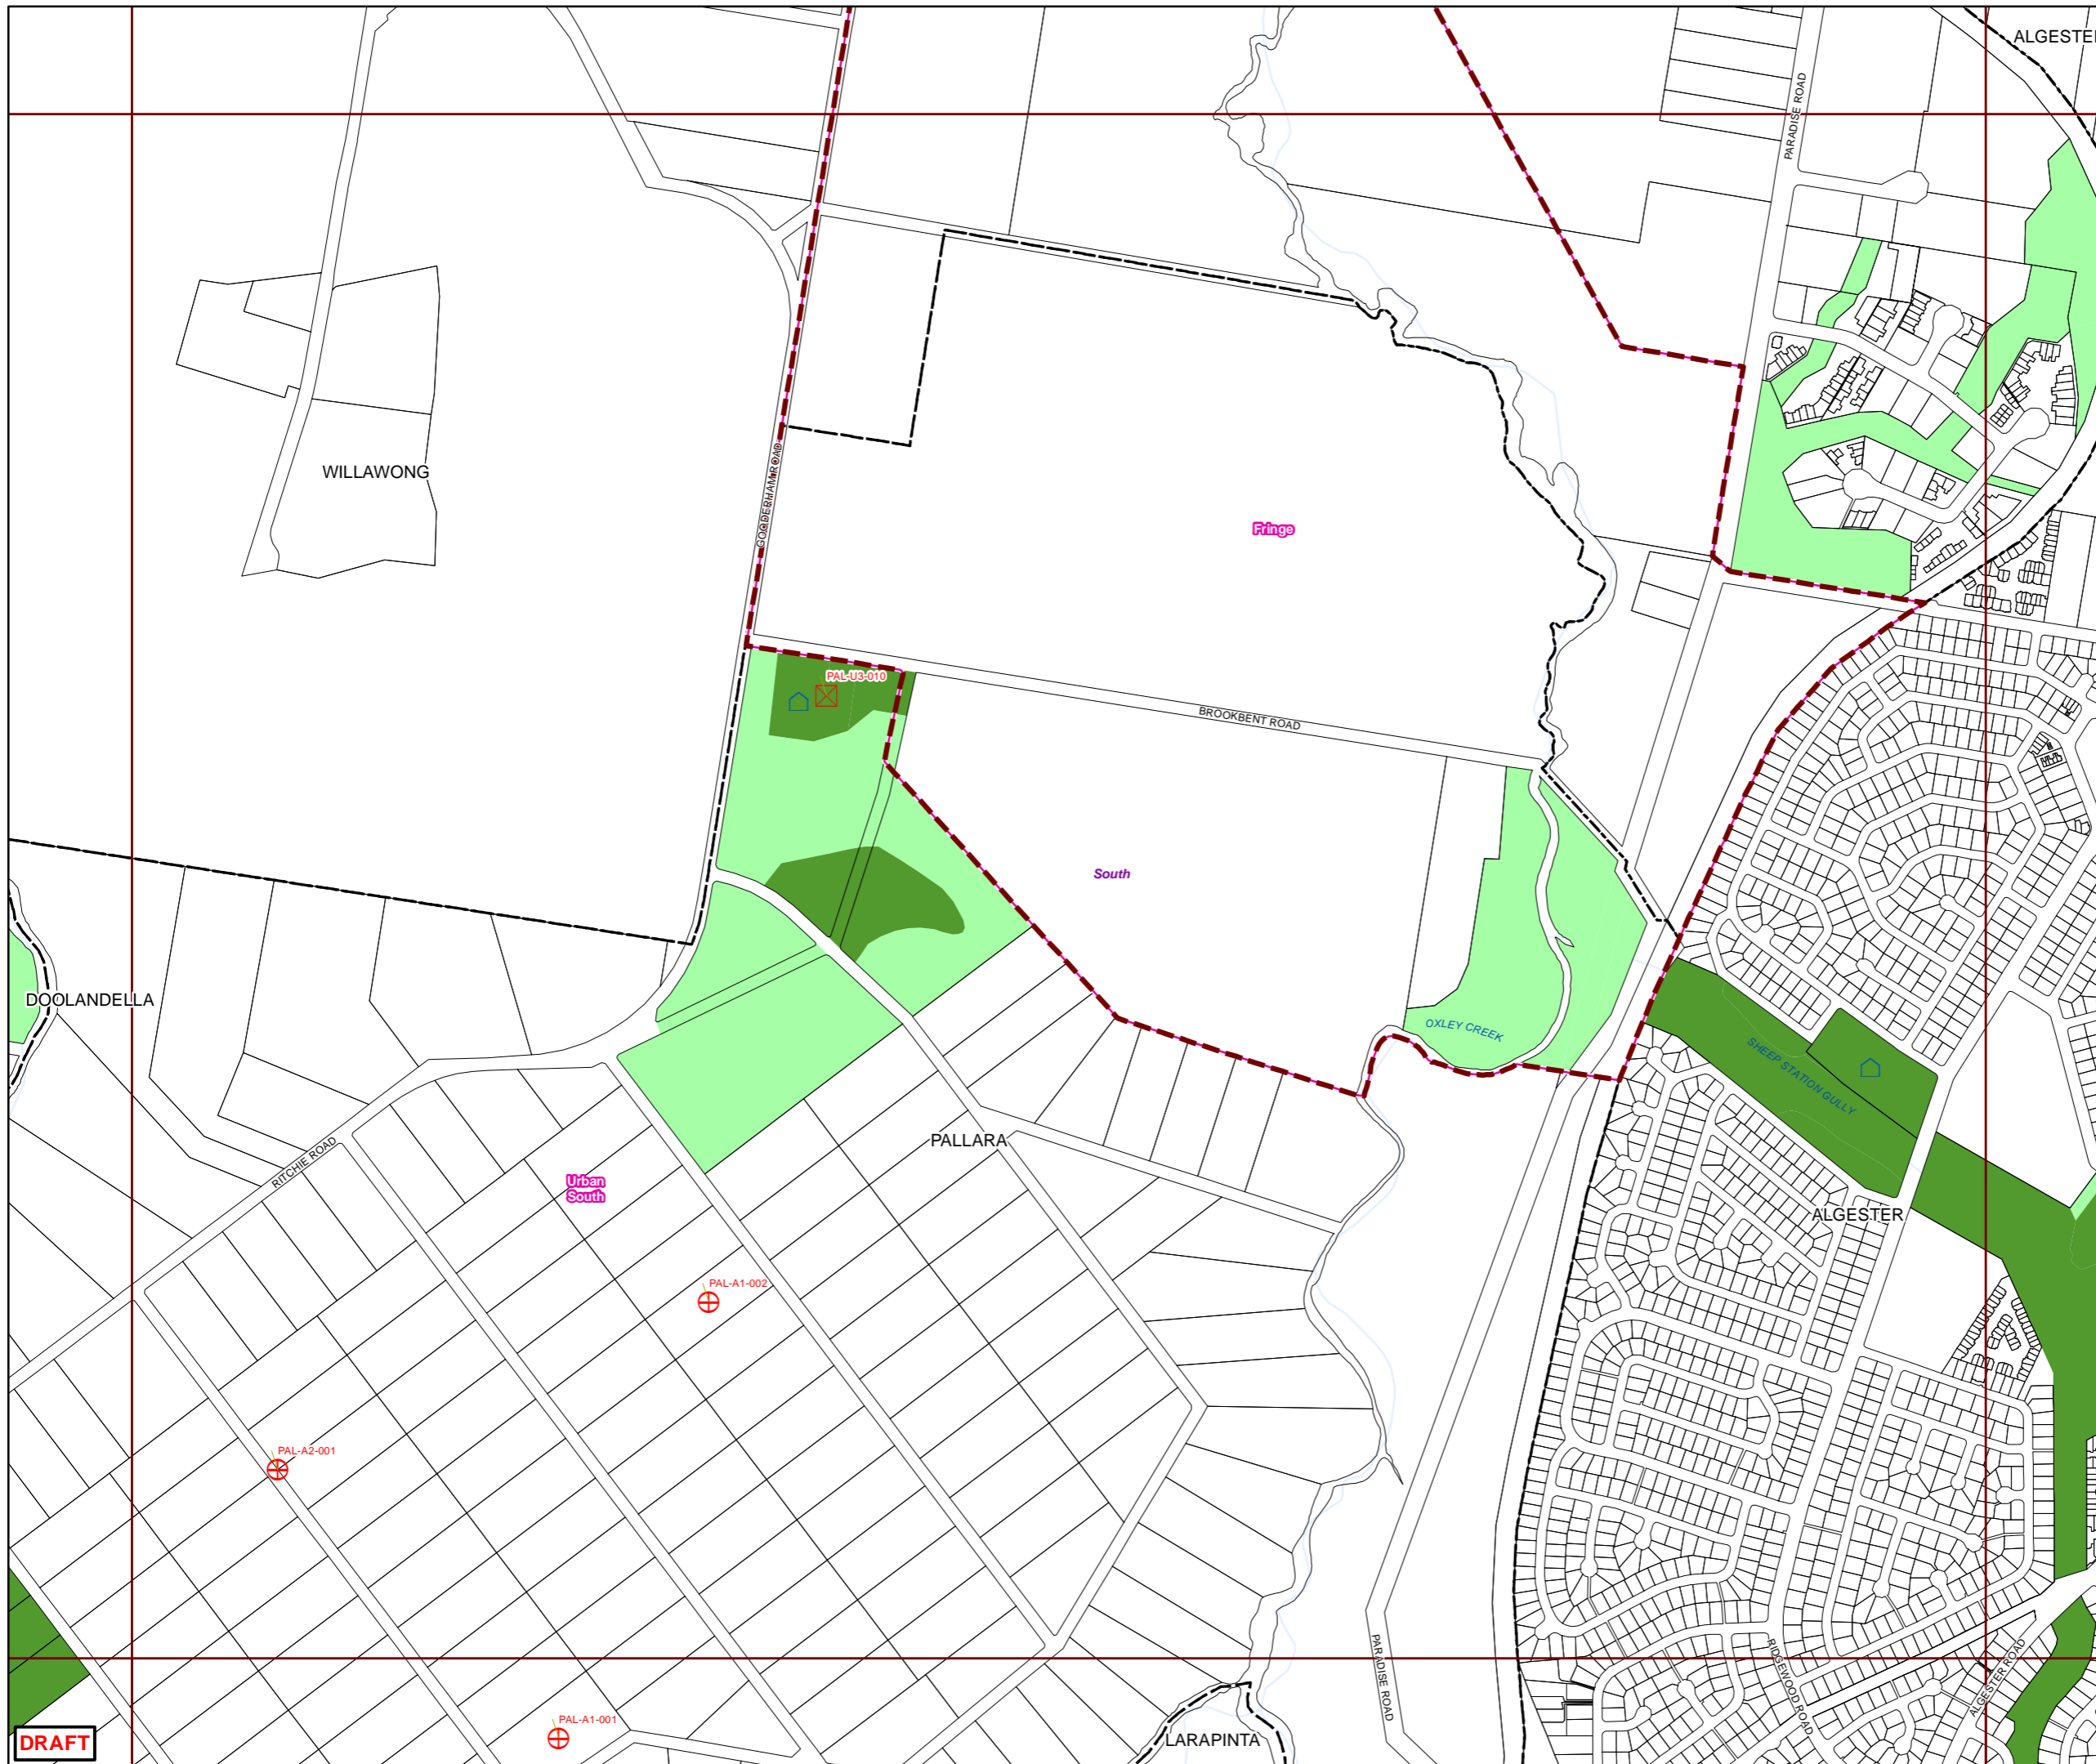 ALGESTE
PARADISE ROAD
WILLAWONG
GOODERHAM ROAD
Fringe
PAL-U3-010
BROOKBENT ROAD
South
DOOLANDELLA
OXLEY CREEK
SHEEP STATION GULLY
PALLARA
RITCHIE ROAD
Urban
South
ALGESTER
PAL-A1-002
PAL-A2-001
PARADISE ROAD
RIDGEWOOD ROAD
ALGESTER ROAD
PAL-A1-001
DRAFT
LARAPINTA